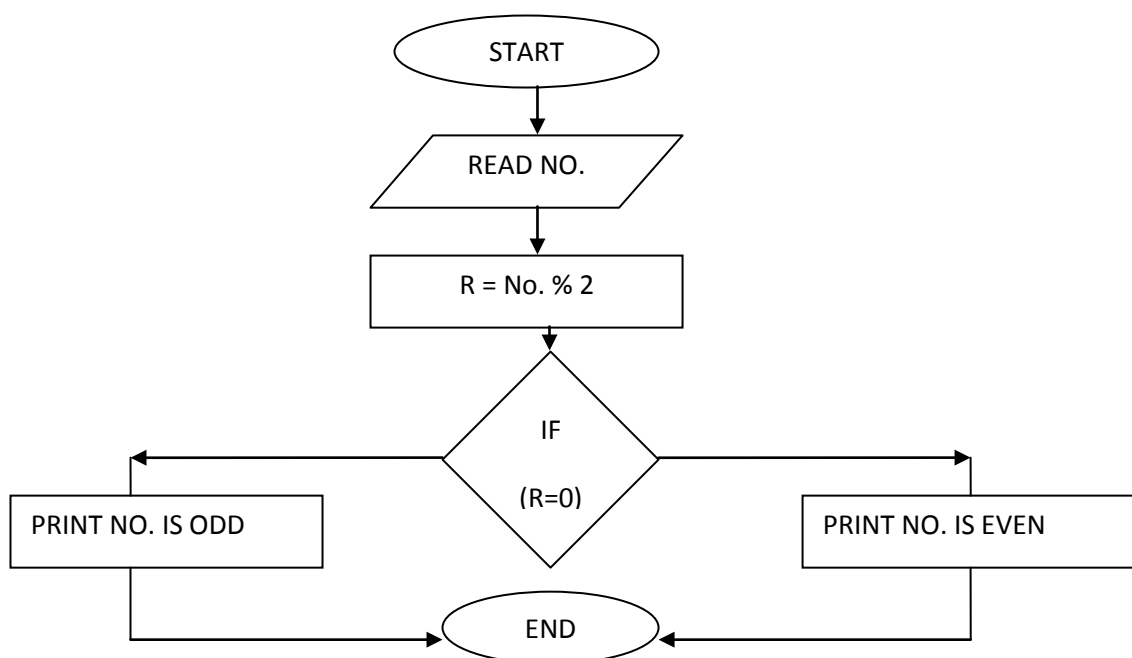 START
READ NO.
R = No. % 2
IF
(R=0)
PRINT NO. IS ODD
PRINT NO. IS EVEN
END